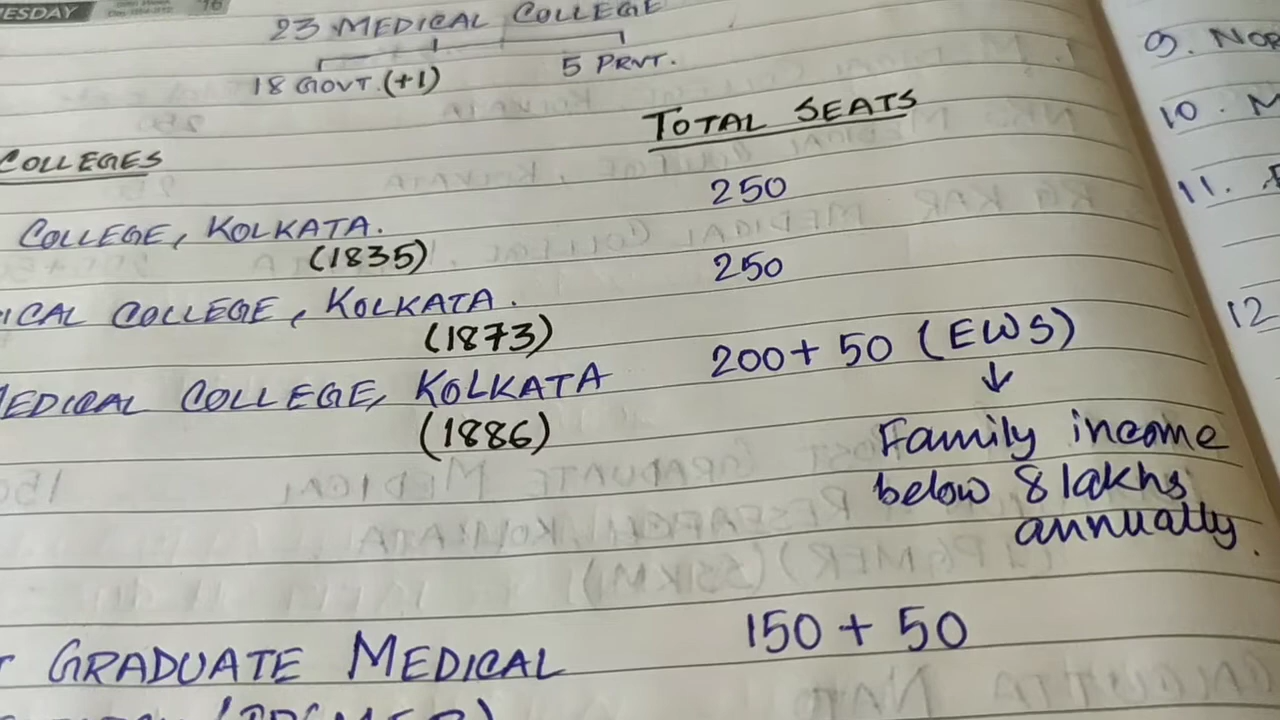 ESDAY 16
23 MEDICAL COLLEGE
18 GOVT.(+1) 5 PRVT.
COLLEGES TOTAL SEATS
COLLEGE, KOLKATA. 250
(1835)
ICAL COLLEGE, KOLKATA. 250
(1873)
MEDICAL COLLEGE, KOLKATA 200+ 50 (EWS)
(1886)
Family income
below 8 lakhs
annually.
GRADUATE MEDICAL 150 + 50
9. NOR
10. M
11.
12